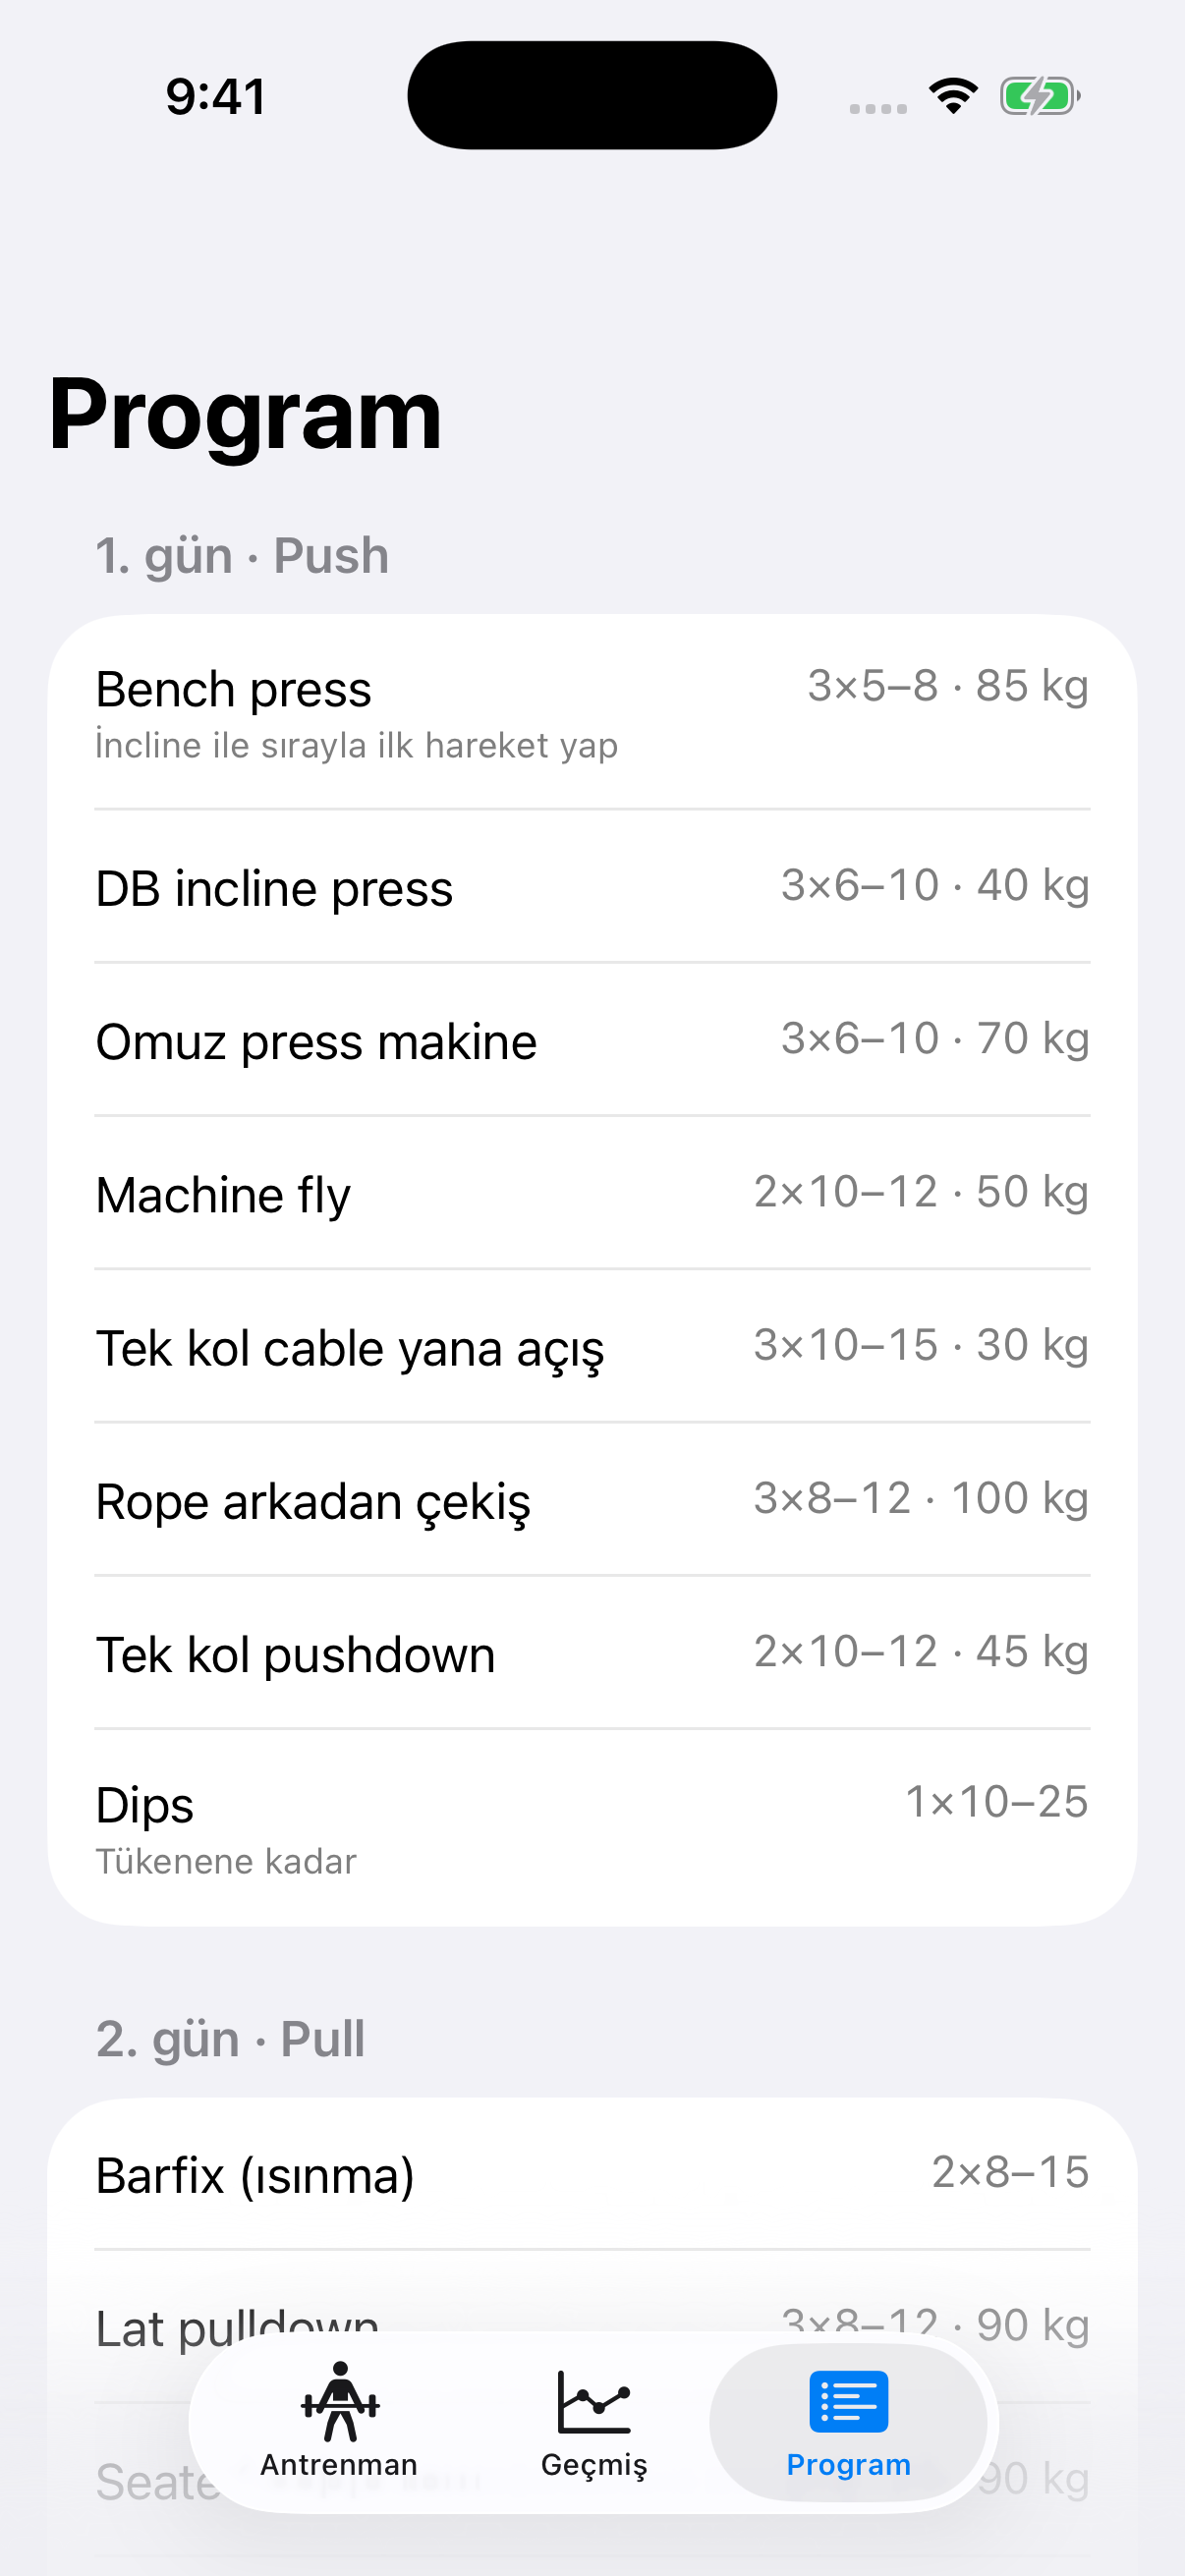 9:41
Program
1. gün · Push
Bench press 3×5–8 · 85 kg
İncline ile sırayla ilk hareket yap
DB incline press 3×6–10 · 40 kg
Omuz press makine 3×6–10 · 70 kg
Machine fly 2×10–12 · 50 kg
Tek kol cable yana açış 3×10–15 · 30 kg
Rope arkadan çekiş 3×8–12 · 100 kg
Tek kol pushdown 2×10–12 · 45 kg
Dips 1×10–25
Tükenene kadar
2. gün · Pull
Barfix (ısınma) 2×8–15
Lat pulldown 3×8–12 · 90 kg
90 kg
Antrenman Geçmiş Program